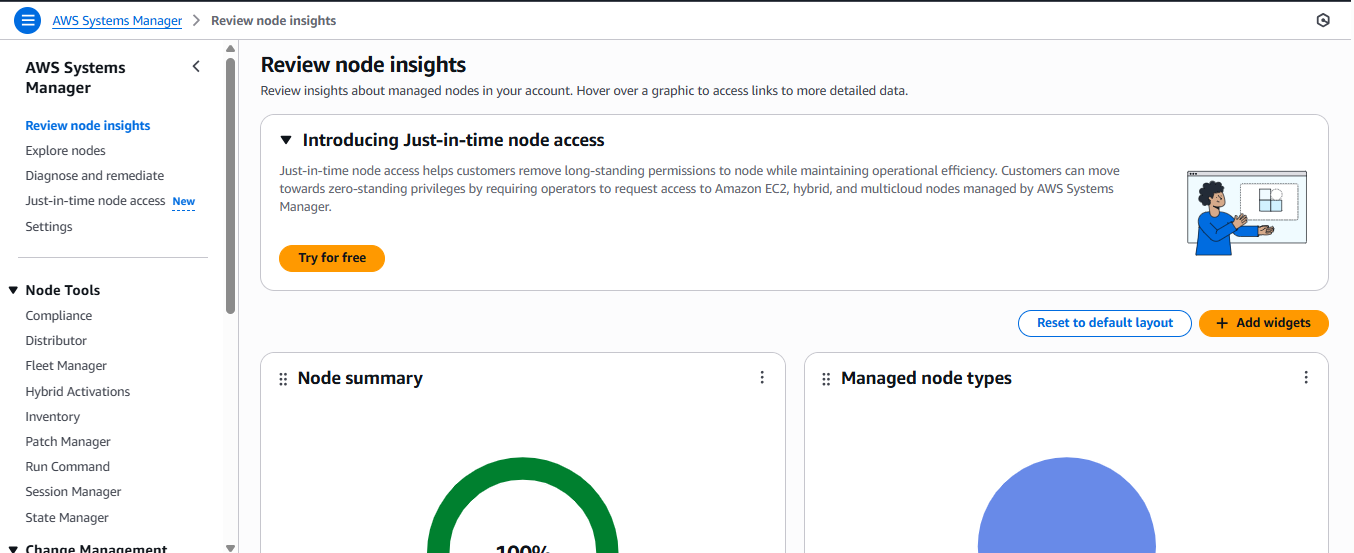 AWS Systems Manager > Review node insights
AWS Systems
Manager
Review node insights
Explore nodes
Diagnose and remediate
Just-in-time node access New
Settings
Node Tools
Compliance
Distributor
Fleet Manager
Hybrid Activations
Inventory
Patch Manager
Run Command
Session Manager
State Manager
Change Management
Review node insights
Review insights about managed nodes in your account. Hover over a graphic to access links to more detailed data.
Introducing Just-in-time node access
Just-in-time node access helps customers remove long-standing permissions to node while maintaining operational efficiency. Customers can move
towards zero-standing privileges by requiring operators to request access to Amazon EC2, hybrid, and multicloud nodes managed by AWS Systems
Manager.
Try for free
Reset to default layout
+ Add widgets
Node summary
100%
Managed node types